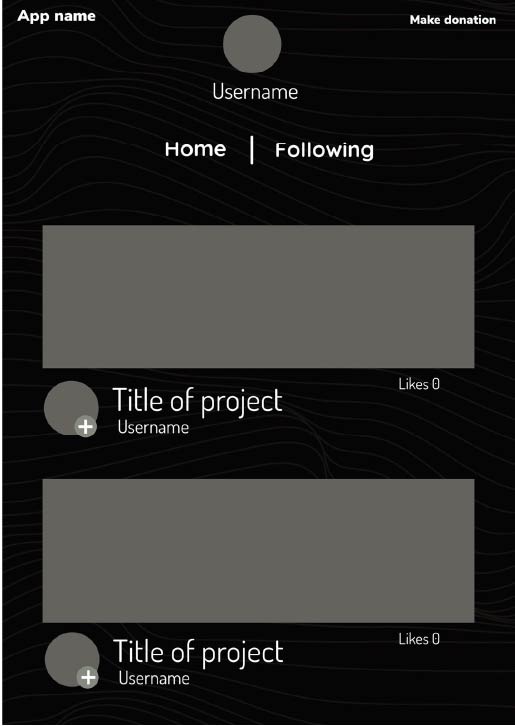 App name
Make donation
Username
Home | Following
Likes 0
Title of project
Username
Likes 0
Title of project
Username